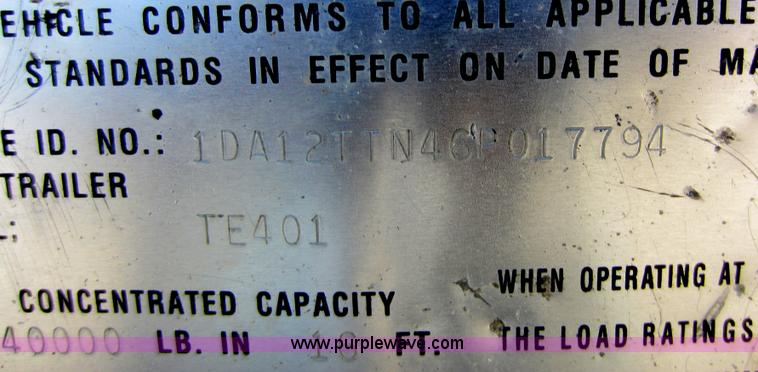 EHICLE CONFORMS TO ALL APPLICABLE
STANDARDS IN EFFECT ON DATE OF MA
E ID. NO.: 1DA12TTN46P017794
TRAILER
L: TE401
CONCENTRATED CAPACITY
40000 LB. IN 10 FT.
WHEN OPERATING AT
THE LOAD RATINGS
www.purplewave.com